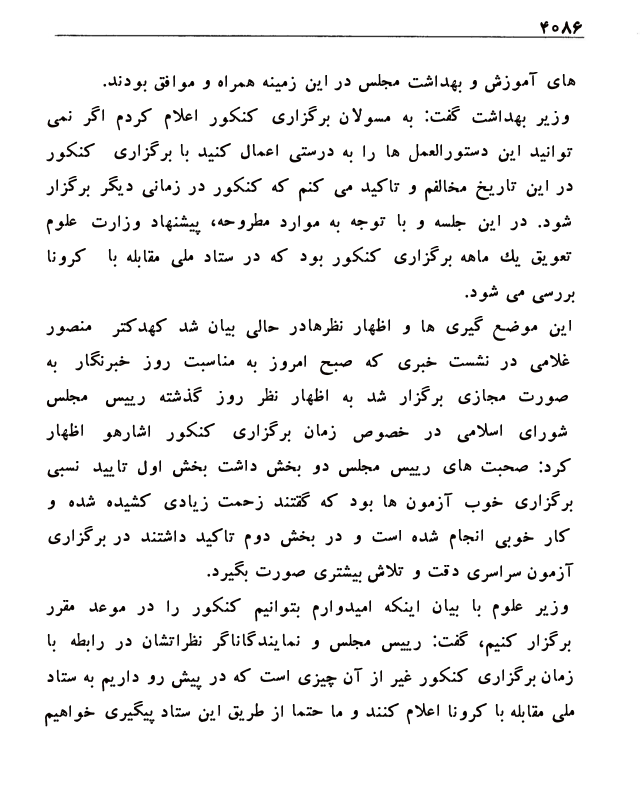 ۴۰۸۶
های آموزش و بهداشت مجلس در این زمینه همراه و موافق بودند.
وزیر بهداشت گفت: به مسولان برگزاری کنکور اعلام کردم اگر نمی
توانید این دستورالعمل ها را به درستی اعمال کنید با برگزاری کنکور
در این تاریخ مخالفم و تاکید می کنم که کنکور در زمانی دیگر برگزار
شود. در این جلسه و با توجه به موارد مطروحه، پیشنهاد وزارت علوم
تعویق یك ماهه برگزاری کنکور بود که در ستاد ملی مقابله با کرونا
بررسی می شود.
این موضع گیری ها و اظهار نظرهادر حالی بیان شد کهدکتر منصور
غلامی در نشست خبری که صبح امروز به مناسبت روز خبرنگار به
صورت مجازی برگزار شد به اظهار نظر روز گذشته رییس مجلس
شورای اسلامی در خصوص زمان برگزاری کنکور اشارهو اظهار
کرد: صحبت های رییس مجلس دو بخش داشت بخش اول تایید نسبی
برگزاری خوب آزمون ها بود که گفتند زحمت زیادی کشیده شده و
کار خوبی انجام شده است و در بخش دوم تاکید داشتند در برگزاری
آزمون سراسری دقت و تلاش بیشتری صورت بگیرد.
وزیر علوم با بیان اینکه امیدوارم بتوانیم کنکور را در موعد مقرر
برگزار کنیم، گفت: رییس مجلس و نمایندگاناگر نظراتشان در رابطه با
زمان برگزاری کنکور غیر از آن چیزی است که در پیش رو داریم به ستاد
ملی مقابله با کرونا اعلام کنند و ما حتما از طریق این ستاد پیگیری خواهیم